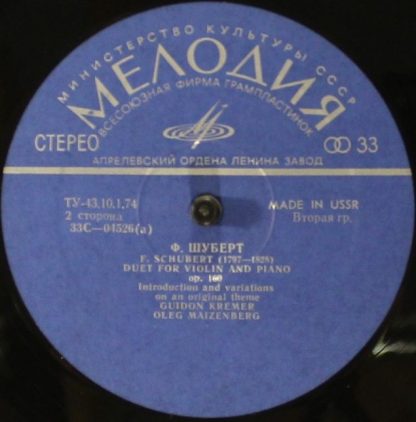 МИНИСТЕРСТВО КУЛЬТУРЫ СССР
МЕЛОДИЯ
ВСЕСОЮЗНАЯ ФИРМА ГРАМПЛАСТИНОК
СТЕРЕО
33
АПРЕЛЕВСКИЙ ОРДЕНА ЛЕНИНА ЗАВОД
ТУ-43.10.1.74
MADE IN USSR
2 сторона
Вторая гр.
33С—04526(а)
Ф. ШУБЕРТ
F. SCHUBERT (1797—1828)
DUET FOR VIOLIN AND PIANO
op. 160
Introduction and variations
on an original theme
GUIDON KREMER
OLEG MAIZENBERG